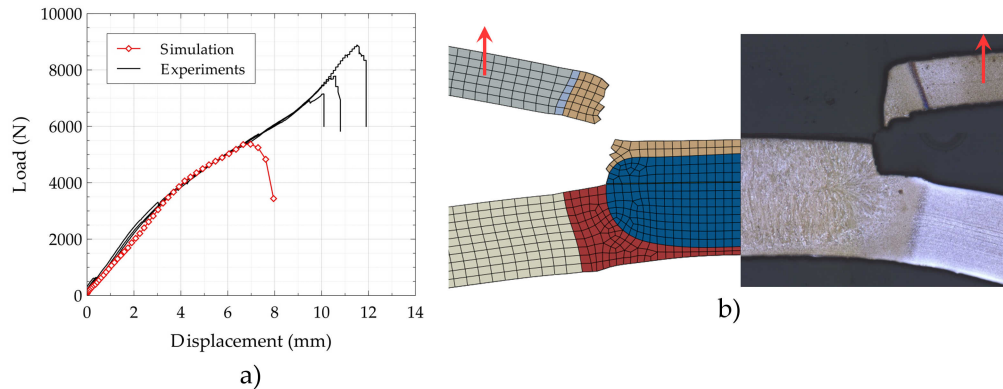 10000
8000
6000
4000
2000
0
Load (N)
Simulation
Experiments
0 2 4 6 8 10 12 14
Displacement (mm)
a)
b)